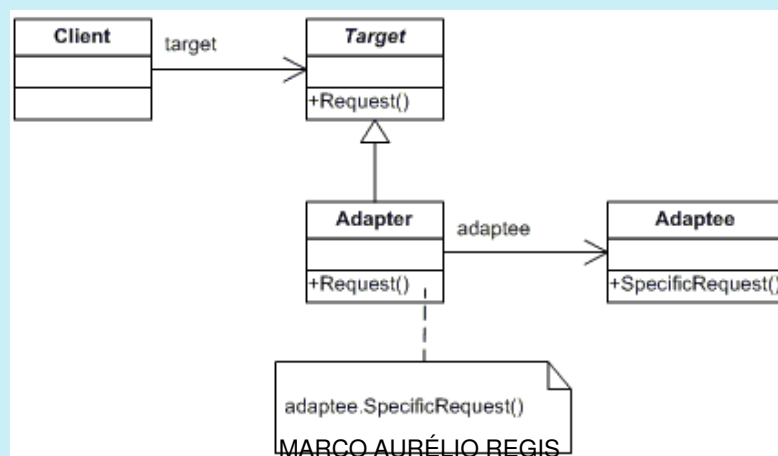 Client
target
Target
+Request()
Adapter
adaptee
Adaptee
+Request()
+SpecificRequest()
adaptee.SpecificRequest()
MARCO AURÉLIO REGIS